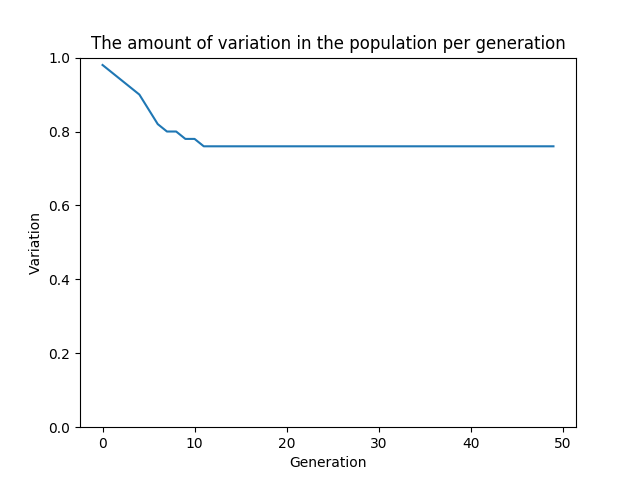 The amount of variation in the population per generation
1.0
0.8
0.6
0.4
0.2
0.0
Variation
0 10 20 30 40 50
Generation